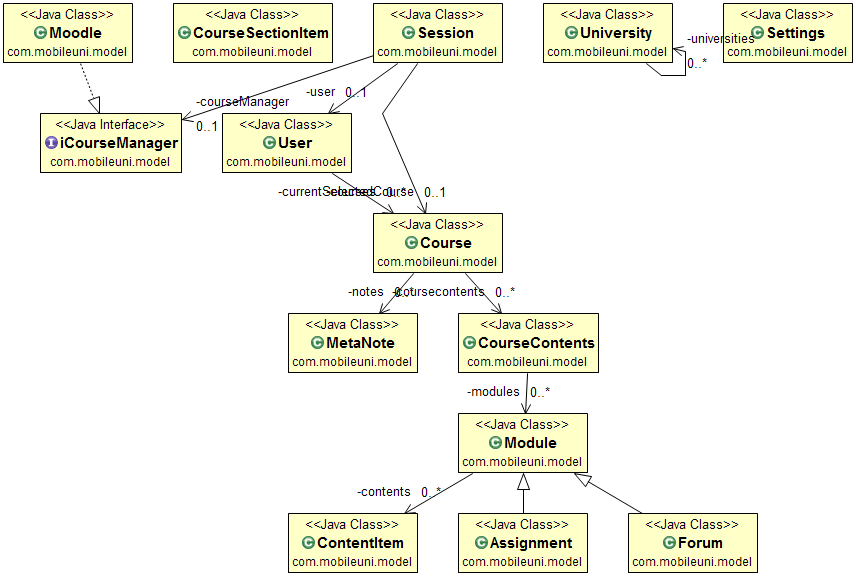 <<Java Class>>
Moodle
com.mobileuni.model
<<Java Class>>
CourseSectionItem
com.mobileuni.model
<<Java Class>>
Session
com.mobileuni.model
<<Java Class>>
University
com.mobileuni.model
-universities
0..*
<<Java Class>>
Settings
com.mobileuni.model
-courseManager
0..1
-user
0..1
<<Java Interface>>
iCourseManager
com.mobileuni.model
<<Java Class>>
User
com.mobileuni.model
-currentSelectedCourse
0..1
-courses
0..*
<<Java Class>>
Course
com.mobileuni.model
-notes
0..*
-coursecontents
0..*
<<Java Class>>
MetaNote
com.mobileuni.model
<<Java Class>>
CourseContents
com.mobileuni.model
-modules
0..*
<<Java Class>>
Module
com.mobileuni.model
-contents
0..*
<<Java Class>>
ContentItem
com.mobileuni.model
<<Java Class>>
Assignment
com.mobileuni.model
<<Java Class>>
Forum
com.mobileuni.model